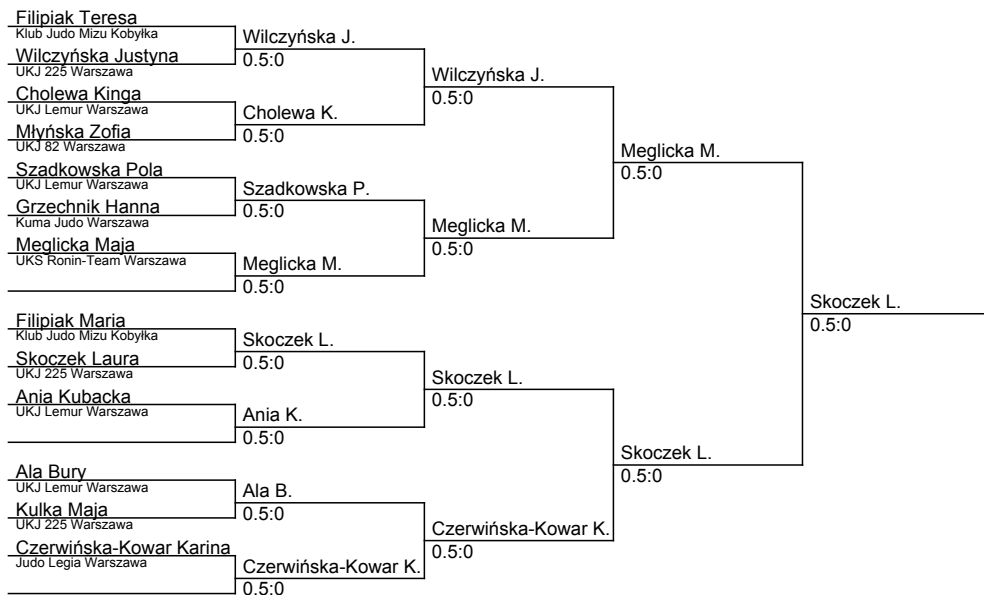 Filipiak Teresa
Klub Judo Mizu Kobyłka
Wilczyńska Justyna
UKJ 225 Warszawa
Cholewa Kinga
UKJ Lemur Warszawa
Młyńska Zofia
UKJ 82 Warszawa
Szadkowska Pola
UKJ Lemur Warszawa
Grzechnik Hanna
Kuma Judo Warszawa
Meglicka Maja
UKS Ronin-Team Warszawa
Filipiak Maria
Klub Judo Mizu Kobyłka
Skoczek Laura
UKJ 225 Warszawa
Ania Kubacka
UKJ Lemur Warszawa
Ala Bury
UKJ Lemur Warszawa
Kulka Maja
UKJ 225 Warszawa
Czerwińska-Kowar Karina
Judo Legia Warszawa
Wilczyńska J.
0.5:0
Cholewa K.
0.5:0
Szadkowska P.
0.5:0
Meglicka M.
0.5:0
Skoczek L.
0.5:0
Ania K.
0.5:0
Ala B.
0.5:0
Czerwińska-Kowar K.
0.5:0
Wilczyńska J.
0.5:0
Meglicka M.
0.5:0
Skoczek L.
0.5:0
Czerwińska-Kowar K.
0.5:0
Meglicka M.
0.5:0
Skoczek L.
0.5:0
Skoczek L.
0.5:0